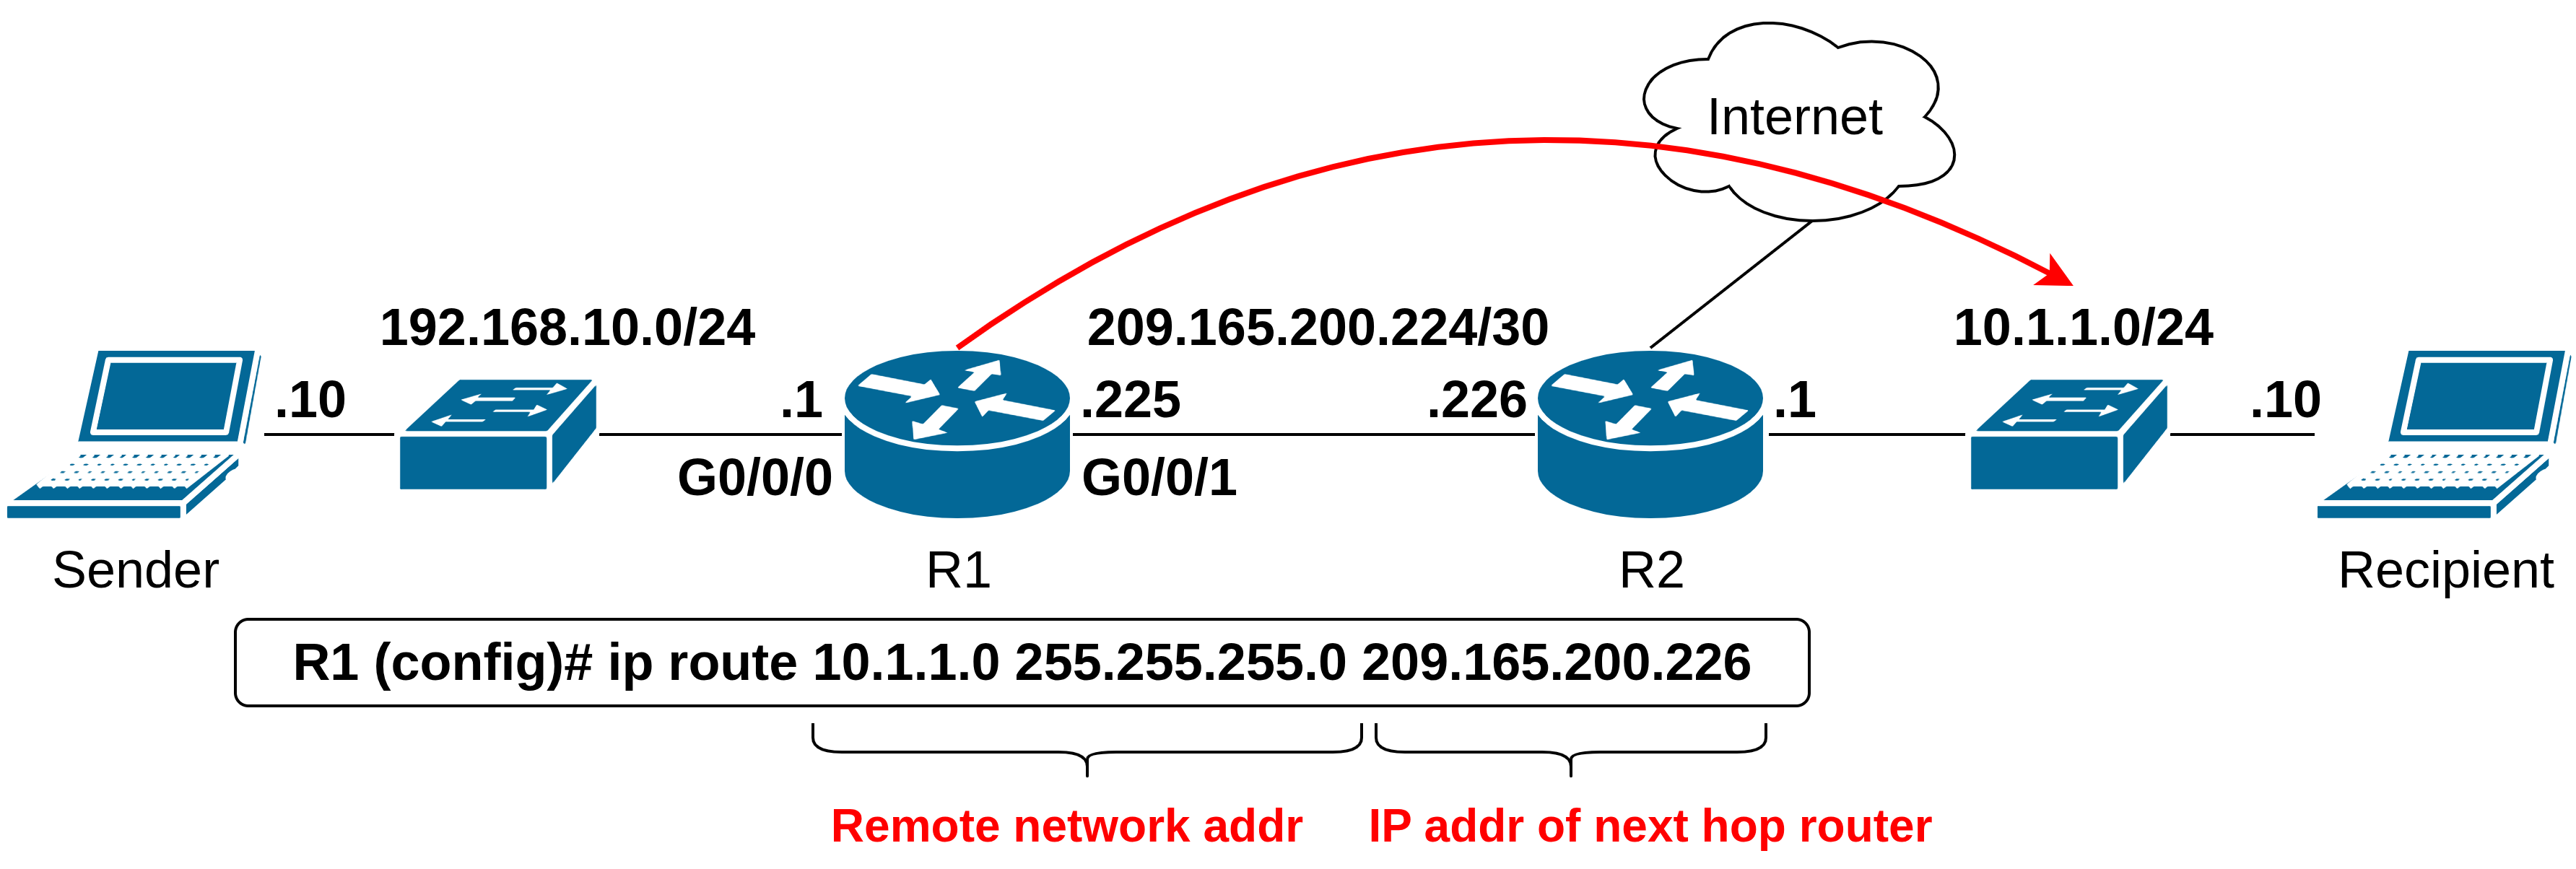 Internet
192.168.10.0/24
209.165.200.224/30
10.1.1.0/24
.10
.1
.225
.226
.1
.10
G0/0/0
G0/0/1
Sender
R1
R2
Recipient
R1 (config)# ip route 10.1.1.0 255.255.255.0 209.165.200.226
Remote network addr
IP addr of next hop router